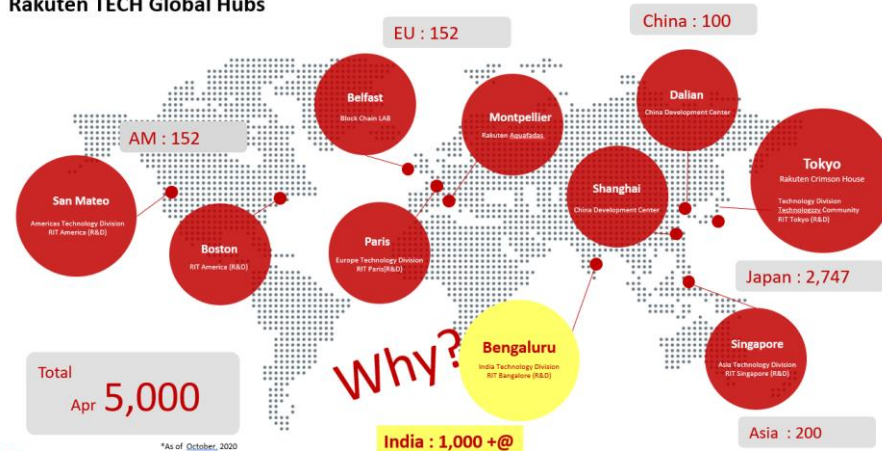 Rakuten TECH Global Hubs
EU : 152
China : 100
AM : 152
Belfast
Block Chain LAB
Montpellier
Rakuten Aquafadas
Dalian
China Development Center
Tokyo
Rakuten Crimson House
Technology Division
Technologzzy Community
RIT Tokyo (R&D)
San Mateo
Americas Technology Division
RIT America (R&D)
Boston
RIT America (R&D)
Paris
Europe Technology Division
RIT Paris(R&D)
Shanghai
China Development Center
Japan : 2,747
Why?
Bengaluru
India Technology Division
RIT Bangalore (R&D)
Singapore
Asia Technology Division
RIT Singapore (R&D)
Total
Apr 5,000
*As of October, 2020
India : 1,000 +@
Asia : 200